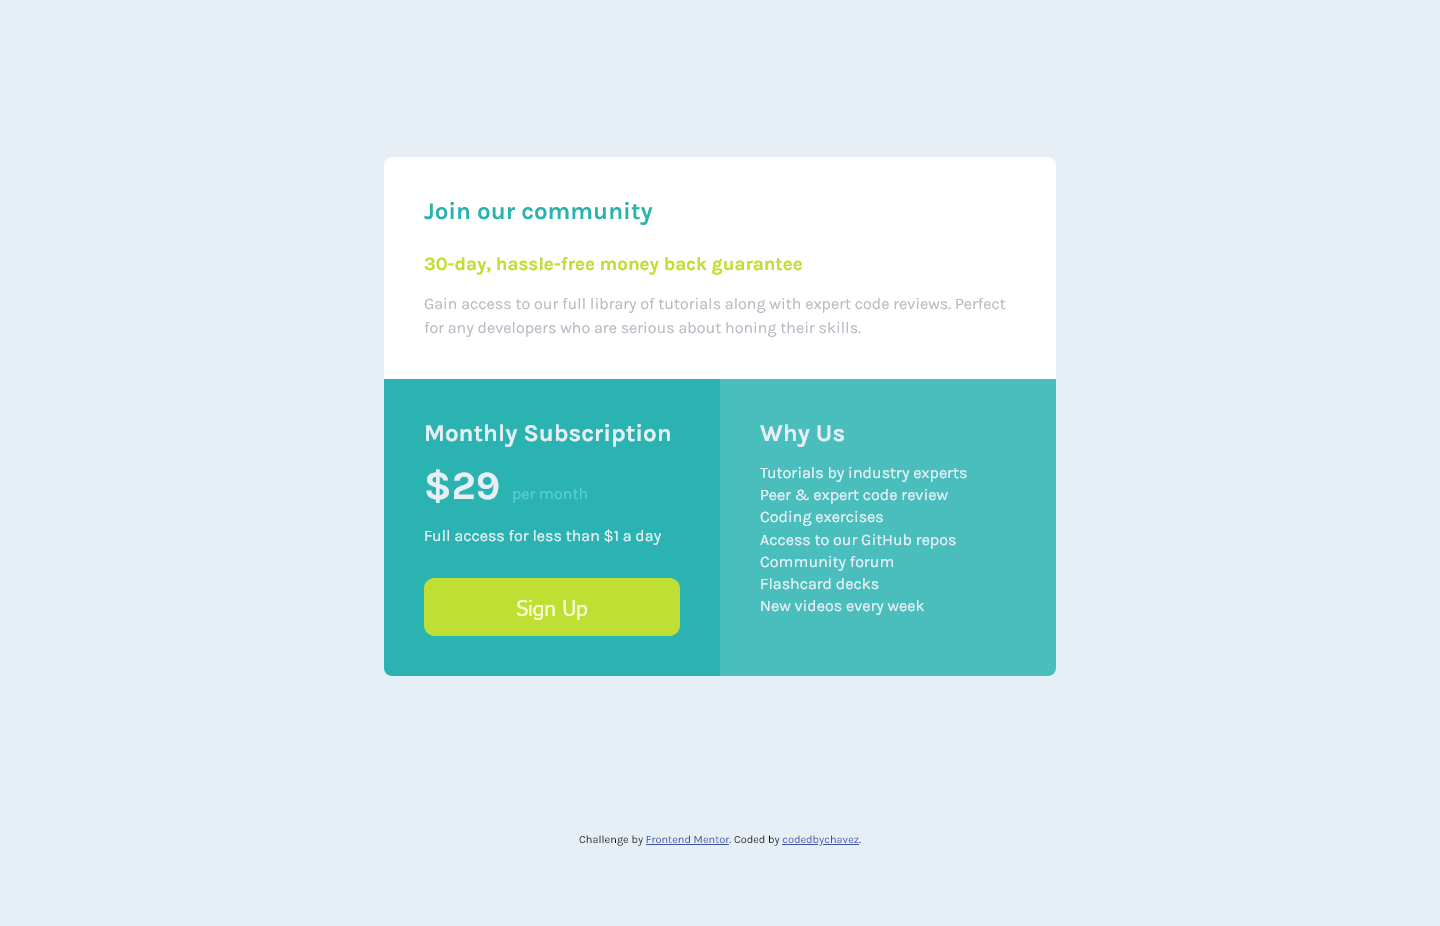 Join our community
30-day, hassle-free money back guarantee
Gain access to our full library of tutorials along with expert code reviews. Perfect
for any developers who are serious about honing their skills.
Monthly Subscription
$29 per month
Full access for less than $1 a day
Sign Up
Why Us
Tutorials by industry experts
Peer & expert code review
Coding exercises
Access to our GitHub repos
Community forum
Flashcard decks
New videos every week
Challenge by Frontend Mentor. Coded by codedbychavez.